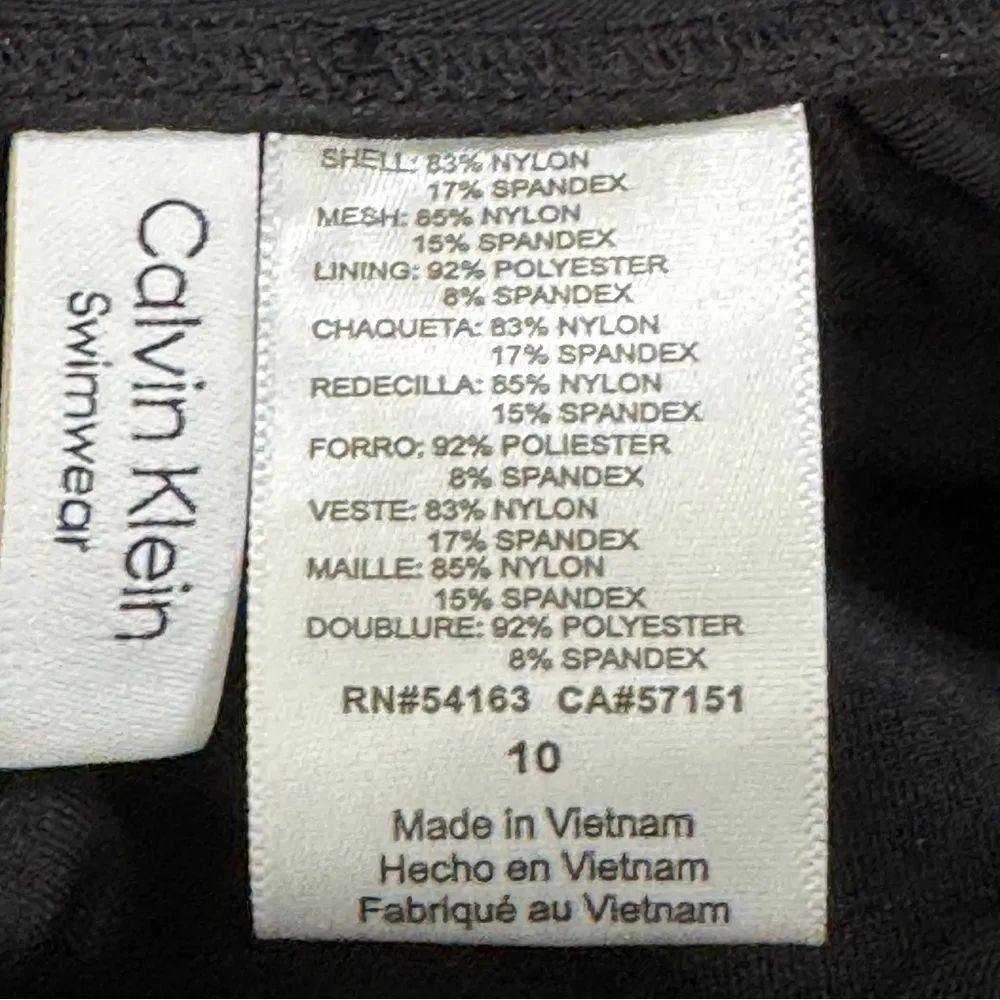 Calvin Klein
Swimwear
SHELL: 83% NYLON
17% SPANDEX
MESH: 85% NYLON
15% SPANDEX
LINING: 92% POLYESTER
8% SPANDEX
CHAQUETA: 83% NYLON
17% SPANDEX
REDECILLA: 85% NYLON
15% SPANDEX
FORRO: 92% POLIESTER
8% SPANDEX
VESTE: 83% NYLON
17% SPANDEX
MAILLE: 85% NYLON
15% SPANDEX
DOUBLURE: 92% POLYESTER
8% SPANDEX
RN#54163 CA#57151
10
Made in Vietnam
Hecho en Vietnam
Fabriqué au Vietnam